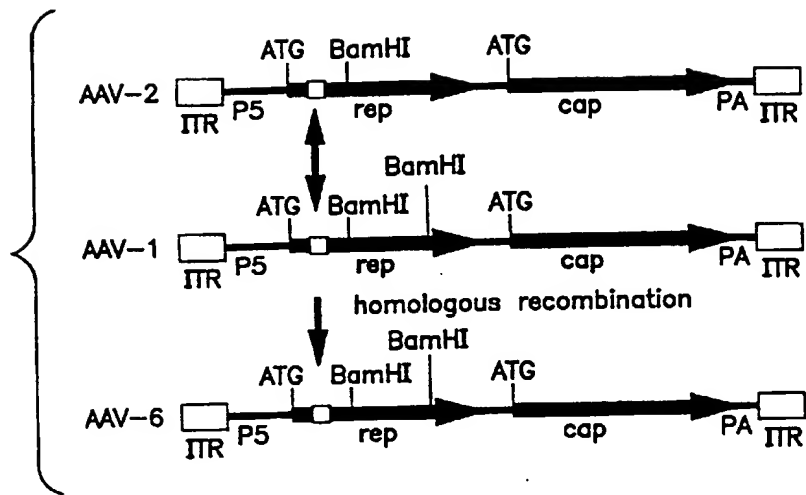 ATG BamHI ATG
AAV-2 ITR P5 rep cap PA ITR
BamHI
ATG BamHI ATG
AAV-1 ITR P5 rep cap PA ITR
homologous recombination
BamHI
ATG BamHI ATG
AAV-6 ITR P5 rep cap PA ITR